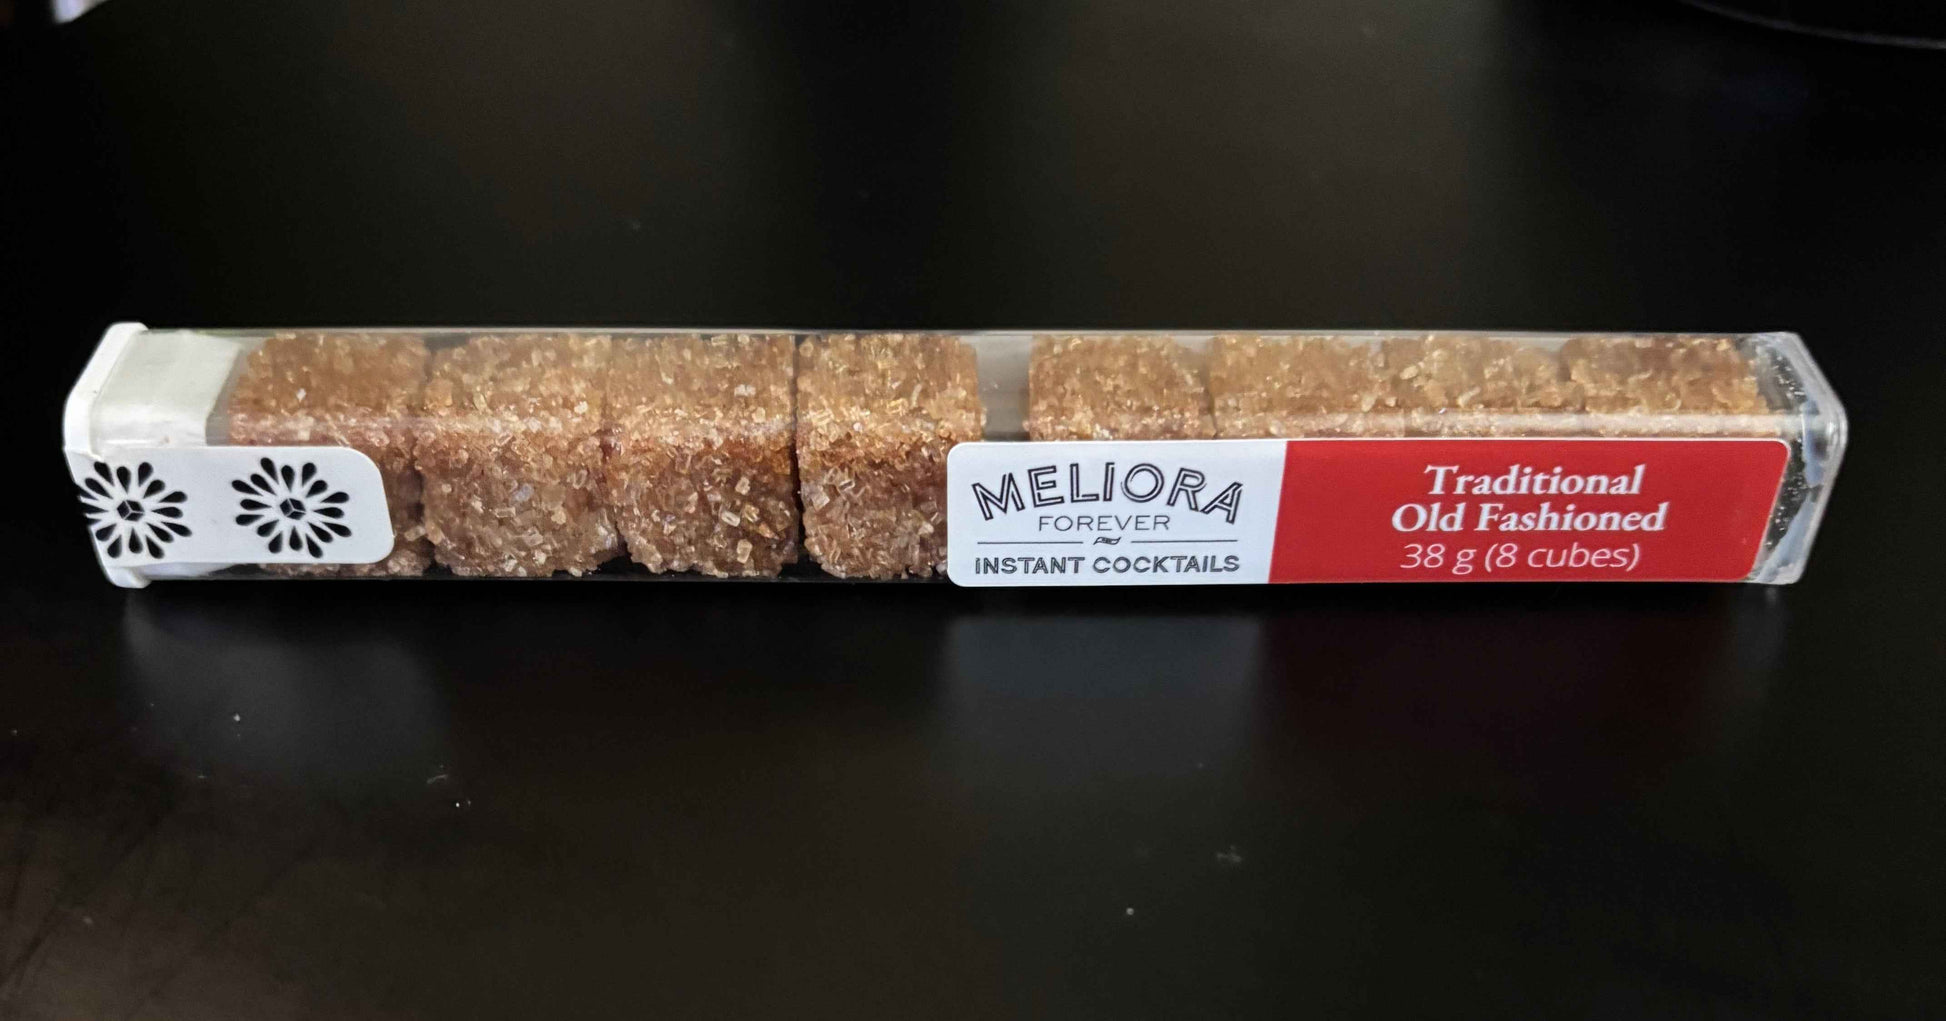 MELIORA
FOREVER
INSTANT COCKTAILS
Traditional
Old Fashioned
38 g (8 cubes)